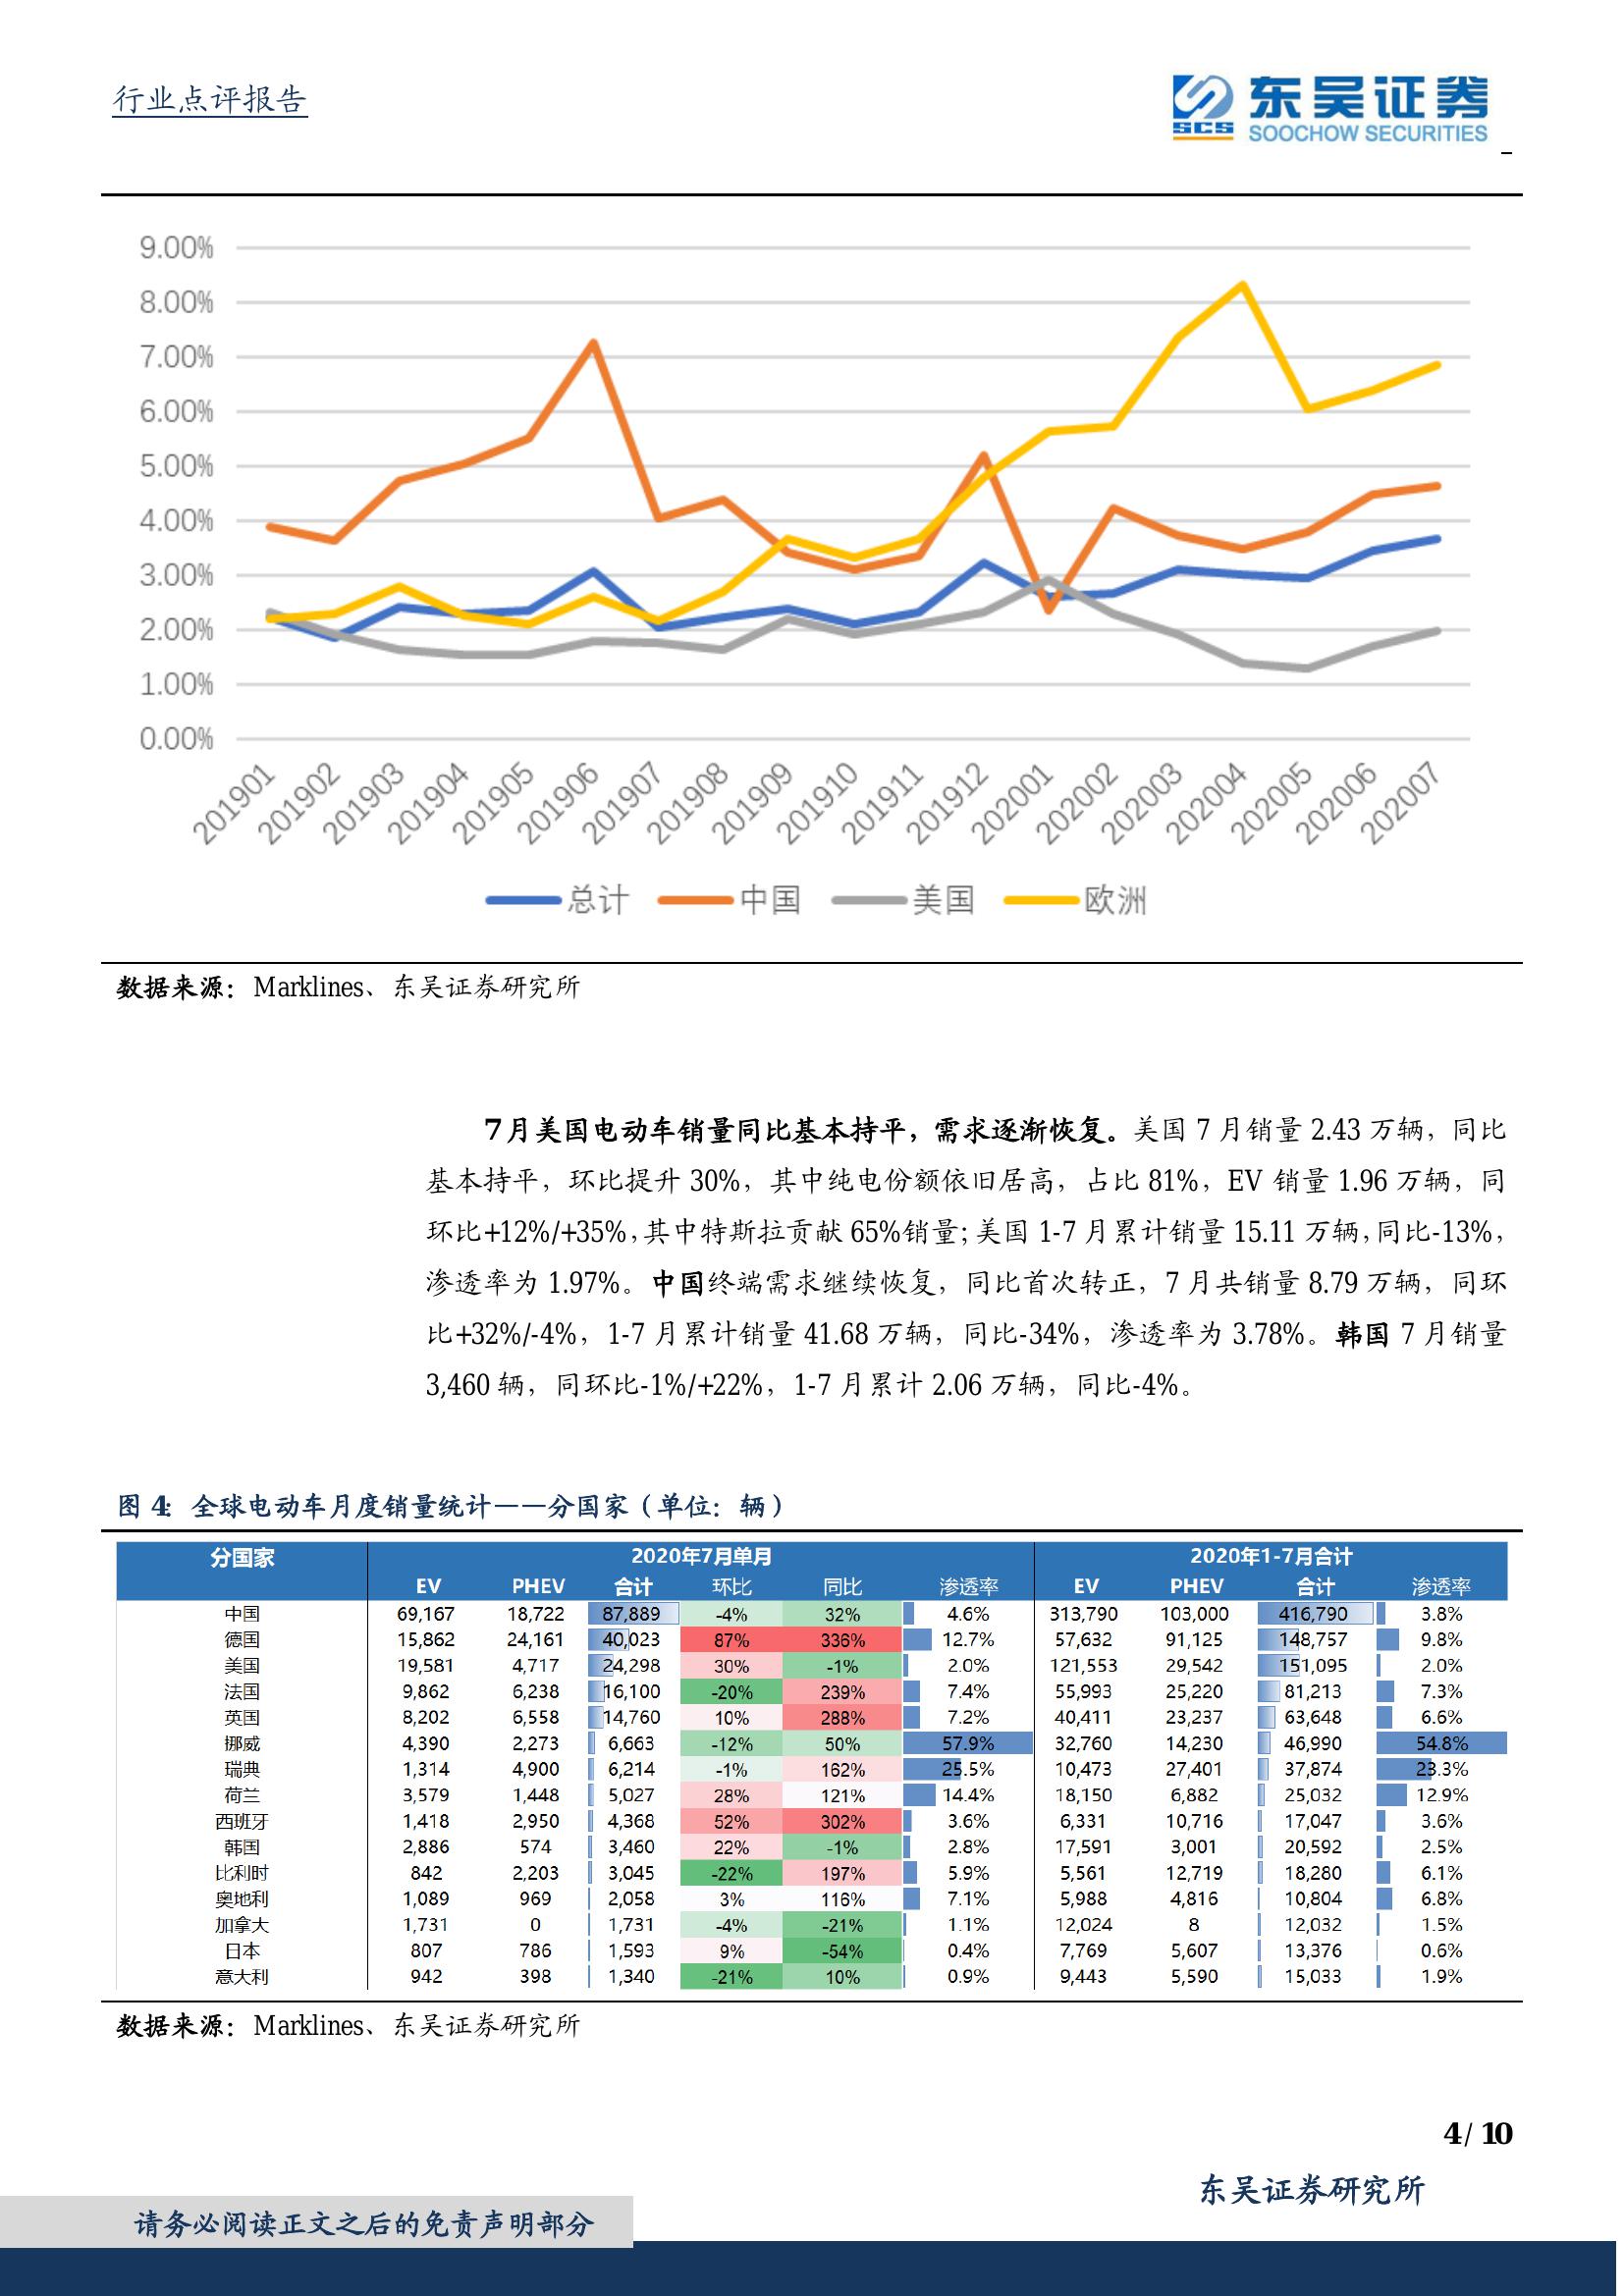 行业点评报告
东吴证券
SCS SOOCHOW SECURITIES
9.00%
8.00%
7.00%
6.00%
5.00%
4.00%
3.00%
2.00%
1.00%
0.00%
201901 201902 201903 201904 201905 201906 201907 201908 201909 201910 201911 201912 202001 202002 202003 202004 202005 202006 202007
总计 中国 美国 欧洲
数据来源：Marklines、东吴证券研究所
7月美国电动车销量同比基本持平，需求逐渐恢复。美国 7 月销量 2.43 万辆，同比
基本持平，环比提升 30%，其中纯电份额依旧居高，占比 81%，EV 销量 1.96 万辆，同
环比+12%/+35%，其中特斯拉贡献 65%销量；美国 1-7 月累计销量 15.11 万辆，同比-13%，
渗透率为 1.97%。中国终端需求继续恢复，同比首次转正，7 月共销量 8.79 万辆，同环
比+32%/-4%，1-7 月累计销量 41.68 万辆，同比-34%，渗透率为 3.78%。韩国 7 月销量
3,460 辆，同环比-1%/+22%，1-7 月累计 2.06 万辆，同比-4%。
图 4：全球电动车月度销量统计——分国家（单位：辆）
分国家 2020年7月单月 2020年1-7月合计
EV PHEV 合计 环比 同比 渗透率 EV PHEV 合计 渗透率
中国 69,167 18,722 87,889 -4% 32% 4.6% 313,790 103,000 416,790 3.8%
德国 15,862 24,161 40,023 87% 336% 12.7% 57,632 91,125 148,757 9.8%
美国 19,581 4,717 24,298 30% -1% 2.0% 121,553 29,542 151,095 2.0%
法国 9,862 6,238 16,100 -20% 239% 7.4% 55,993 25,220 81,213 7.3%
英国 8,202 6,558 14,760 10% 288% 7.2% 40,411 23,237 63,648 6.6%
挪威 4,390 2,273 6,663 -12% 50% 57.9% 32,760 14,230 46,990 54.8%
瑞典 1,314 4,900 6,214 -1% 162% 25.5% 10,473 27,401 37,874 23.3%
荷兰 3,579 1,448 5,027 28% 121% 14.4% 18,150 6,882 25,032 12.9%
西班牙 1,418 2,950 4,368 52% 302% 3.6% 6,331 10,716 17,047 3.6%
韩国 2,886 574 3,460 22% -1% 2.8% 17,591 3,001 20,592 2.5%
比利时 842 2,203 3,045 -22% 197% 5.9% 5,561 12,719 18,280 6.1%
奥地利 1,089 969 2,058 3% 116% 7.1% 5,988 4,816 10,804 6.8%
加拿大 1,731 0 1,731 -4% -21% 1.1% 12,024 8 12,032 1.5%
日本 807 786 1,593 9% -54% 0.4% 7,769 5,607 13,376 0.6%
意大利 942 398 1,340 -21% 10% 0.9% 9,443 5,590 15,033 1.9%
数据来源：Marklines、东吴证券研究所
4 / 10
东吴证券研究所
请务必阅读正文之后的免责声明部分